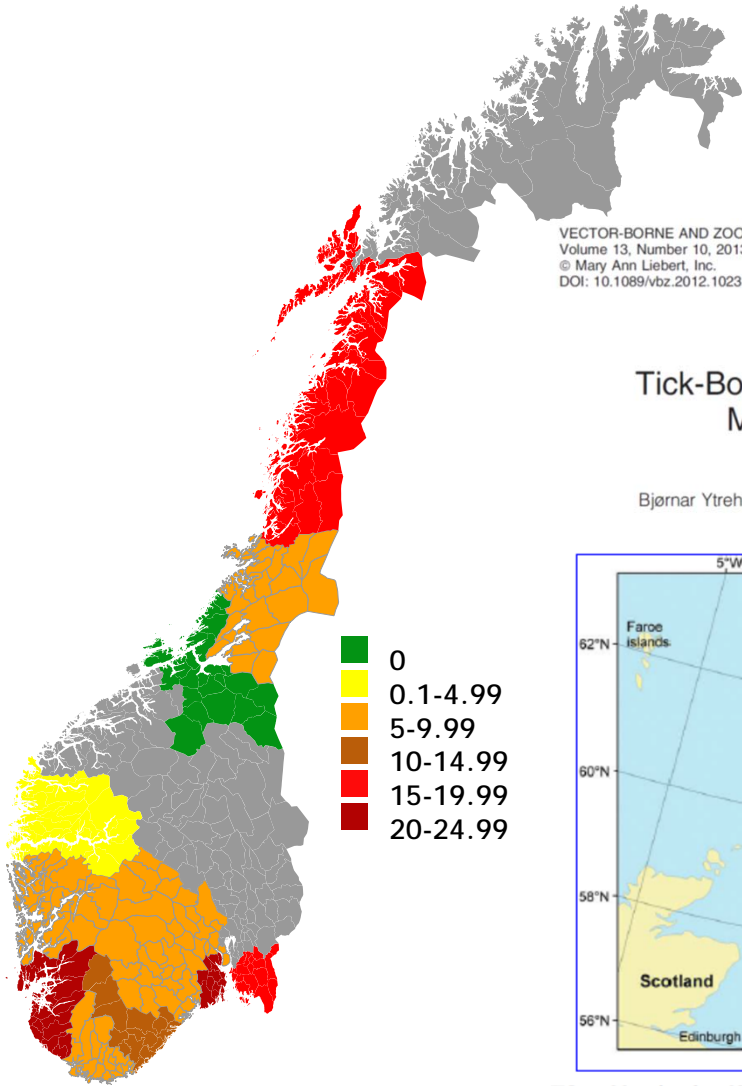 VECTOR-BORNE AND ZOO
Volume 13, Number 10, 2013
© Mary Ann Liebert, Inc.
DOI: 10.1089/vbz.2012.1023
Tick-Bo
M
Bjørnar Ytreh
0
0.1-4.99
5-9.99
10-14.99
15-19.99
20-24.99
5°W
62°N
Faroe
islands
60°N
58°N
Scotland
56°N
Edinburgh